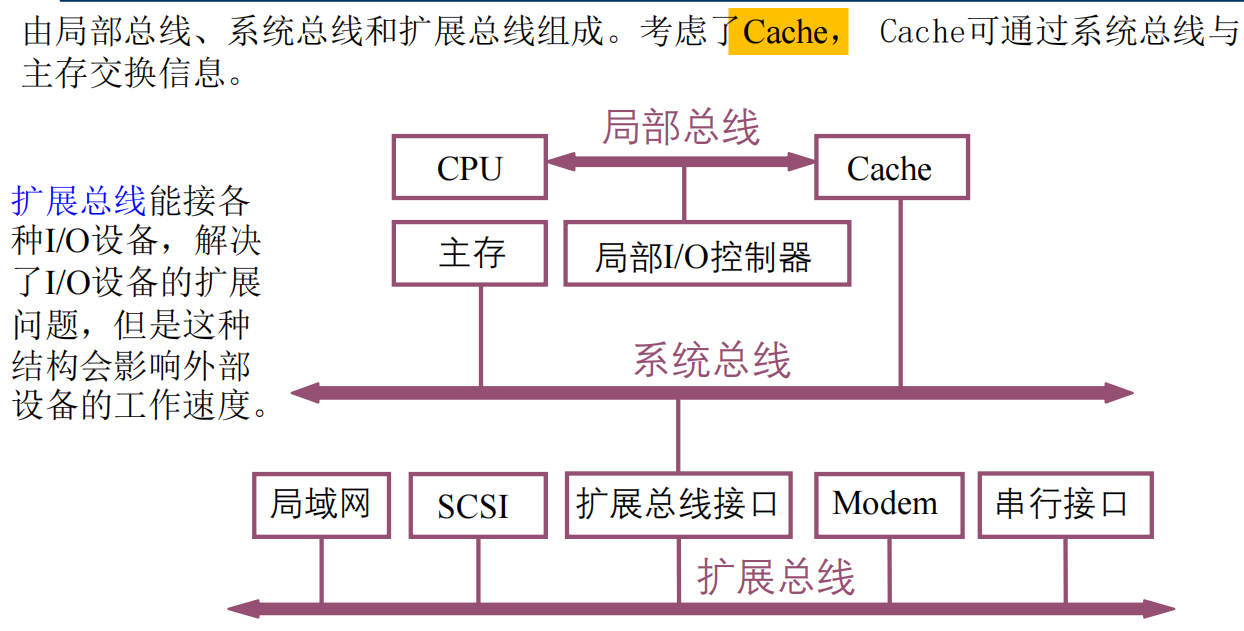 由局部总线、系统总线和扩展总线组成。考虑了Cache， Cache可通过系统总线与
主存交换信息。
局部总线
CPU
Cache
扩展总线能接各
种I/O设备，解决
了I/O设备的扩展
问题，但是这种
结构会影响外部
设备的工作速度。
主存
局部I/O控制器
系统总线
局域网
SCSI
扩展总线接口
Modem
串行接口
扩展总线